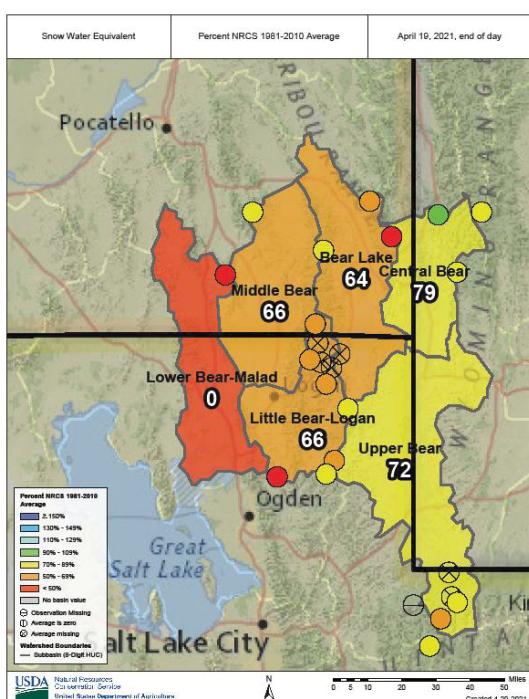 Snow Water Equivalent
Percent NRCS 1981-2010 Average
April 19, 2021, end of day
Pocatello
RIBOU
RANGE
Bear Lake
64
Central Bear
79
Middle Bear
66
WYOMING
Lower Bear-Malad
0
Little Bear-Logan
66
Upper Bear
72
Ogden
Great
Salt Lake
Salt Lake City
Percent NRCS 1981-2010
Average
≥ 150%
130% - 149%
110% - 129%
90% - 109%
70% - 89%
50% - 69%
< 50%
No basin value
Observation Missing
Average is zero
Average missing
Watershed Boundaries
Subbasin (8-Digit HUC)
USDA
Natural Resources
Conservation Service
United States Department of Agriculture
N
Miles
0 5 10 20 30 40 50